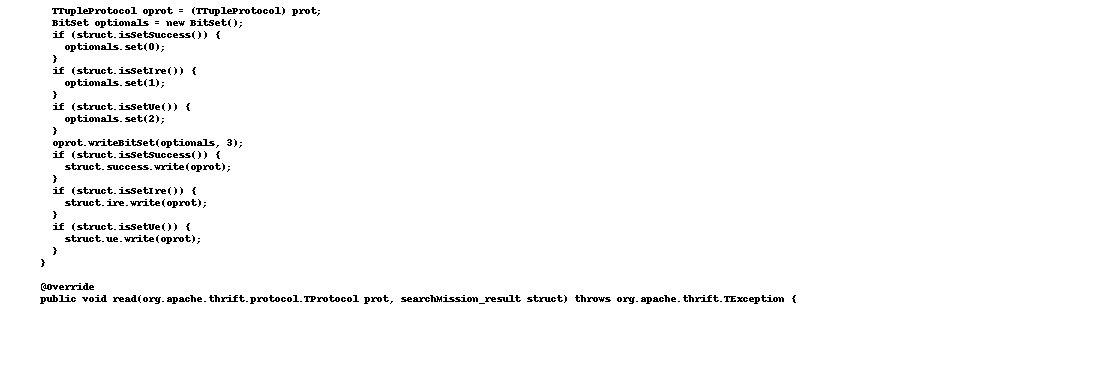 TTupleProtocol oprot = (TTupleProtocol) prot;
BitSet optionals = new BitSet();
if (struct.isSetSuccess()) {
optionals.set(0);
}
if (struct.isSetIre()) {
optionals.set(1);
}
if (struct.isSetUe()) {
optionals.set(2);
}
oprot.writeBitSet(optionals, 3);
if (struct.isSetSuccess()) {
struct.success.write(oprot);
}
if (struct.isSetIre()) {
struct.ire.write(oprot);
}
if (struct.isSetUe()) {
struct.ue.write(oprot);
}
}
@Override
public void read(org.apache.thrift.protocol.TProtocol prot, searchMission_result struct) throws org.apache.thrift.TException {